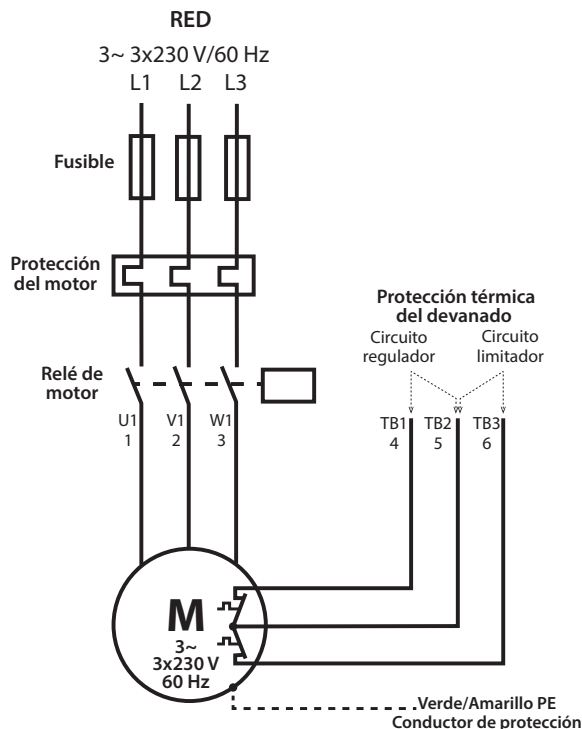 RED
3~ 3x230 V/60 Hz
L1 L2 L3
Fusible
Protección
del motor
Protección térmica
del devanado
Circuito
regulador
Circuito
limitador
Relé de
motor
U1 V1 W1
1 2 3
TB1 TB2 TB3
4 5 6
M
3~
3x230 V
60 Hz
Verde/Amarillo PE
Conductor de protección